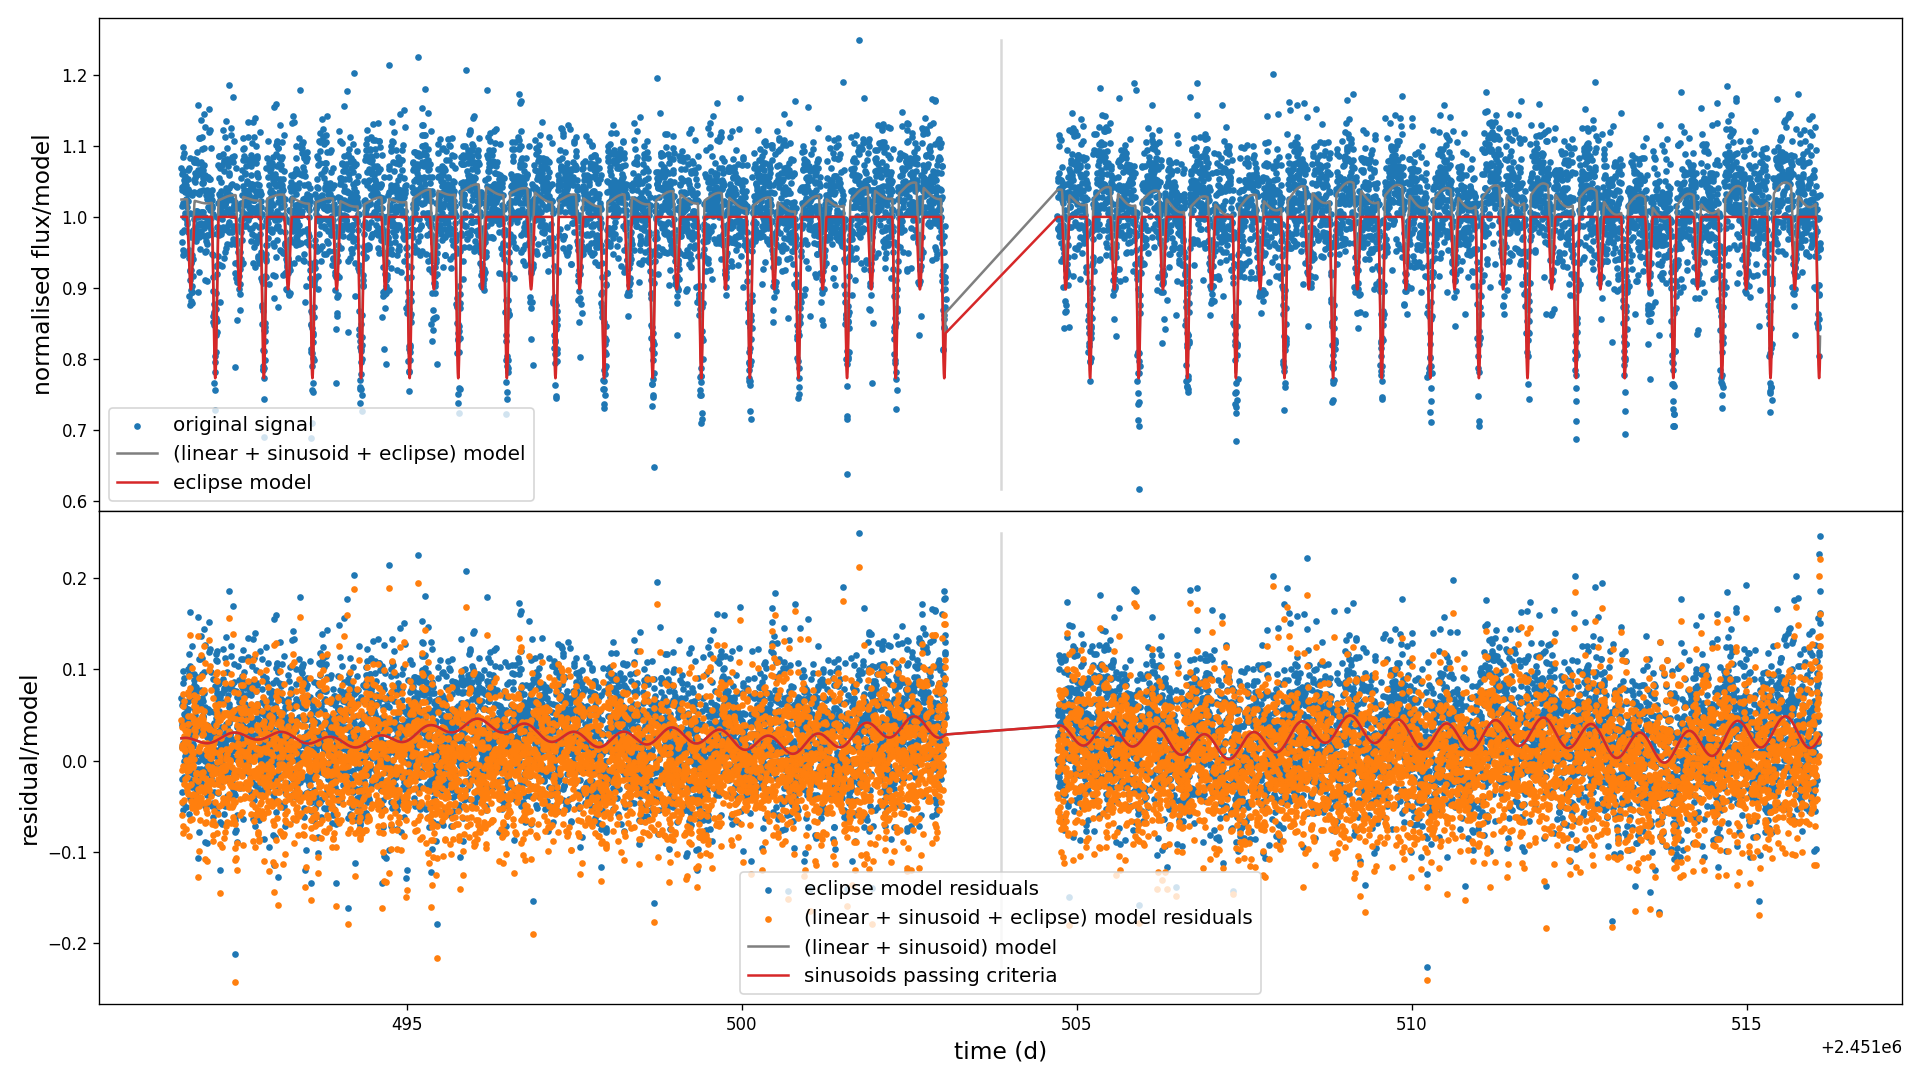 normalised flux/model
1.2
1.1
1.0
0.9
0.8
0.7
0.6
original signal
(linear + sinusoid + eclipse) model
eclipse model
residual/model
0.2
0.1
0.0
−0.1
−0.2
eclipse model residuals
(linear + sinusoid + eclipse) model residuals
(linear + sinusoid) model
sinusoids passing criteria
495
500
505
510
515
time (d)
+2.451e6